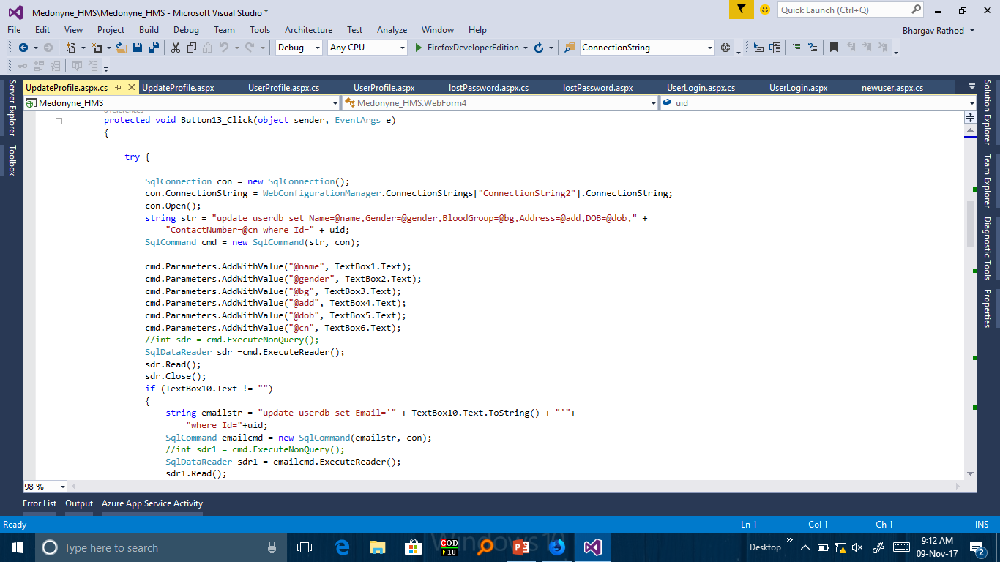 Medonyne_HMS\Medonyne_HMS - Microsoft Visual Studio *
Quick Launch (Ctrl+Q)
File Edit View Project Build Debug Team Tools Architecture Test Analyze Window Help
Bhargav Rathod
Debug Any CPU FirefoxDeveloperEdition ConnectionString
UpdateProfile.aspx.cs UpdateProfile.aspx UserProfile.aspx.cs UserProfile.aspx lostPassword.aspx.cs lostPassword.aspx UserLogin.aspx.cs UserLogin.aspx newuser.aspx.cs
Medonyne_HMS Medonyne_HMS.WebForm4 uid
Server Explorer
Toolbox
Solution Explorer
Team Explorer
Diagnostic Tools
Properties
protected void Button13_Click(object sender, EventArgs e)
{
try {
SqlConnection con = new SqlConnection();
con.ConnectionString = WebConfigurationManager.ConnectionStrings["ConnectionString2"].ConnectionString;
con.Open();
string str = "update userdb set Name=@name,Gender=@gender,BloodGroup=@bg,Address=@add,DOB=@dob," +
"ContactNumber=@cn where Id=" + uid;
SqlCommand cmd = new SqlCommand(str, con);
cmd.Parameters.AddWithValue("@name", TextBox1.Text);
cmd.Parameters.AddWithValue("@gender", TextBox2.Text);
cmd.Parameters.AddWithValue("@bg", TextBox3.Text);
cmd.Parameters.AddWithValue("@add", TextBox4.Text);
cmd.Parameters.AddWithValue("@dob", TextBox5.Text);
cmd.Parameters.AddWithValue("@cn", TextBox6.Text);
//int sdr = cmd.ExecuteNonQuery();
SqlDataReader sdr =cmd.ExecuteReader();
sdr.Read();
sdr.Close();
if (TextBox10.Text != "")
{
string emailstr = "update userdb set Email='" + TextBox10.Text.ToString() + "'"+
"where Id="+uid;
SqlCommand emailcmd = new SqlCommand(emailstr, con);
//int sdr1 = cmd.ExecuteNonQuery();
SqlDataReader sdr1 = emailcmd.ExecuteReader();
sdr1.Read();
98 %
Error List Output Azure App Service Activity
Ready Ln 1 Col 1 Ch 1 INS
Type here to search
COD
▸10
Windows 10
Desktop
9:12 AM
09-Nov-17
2